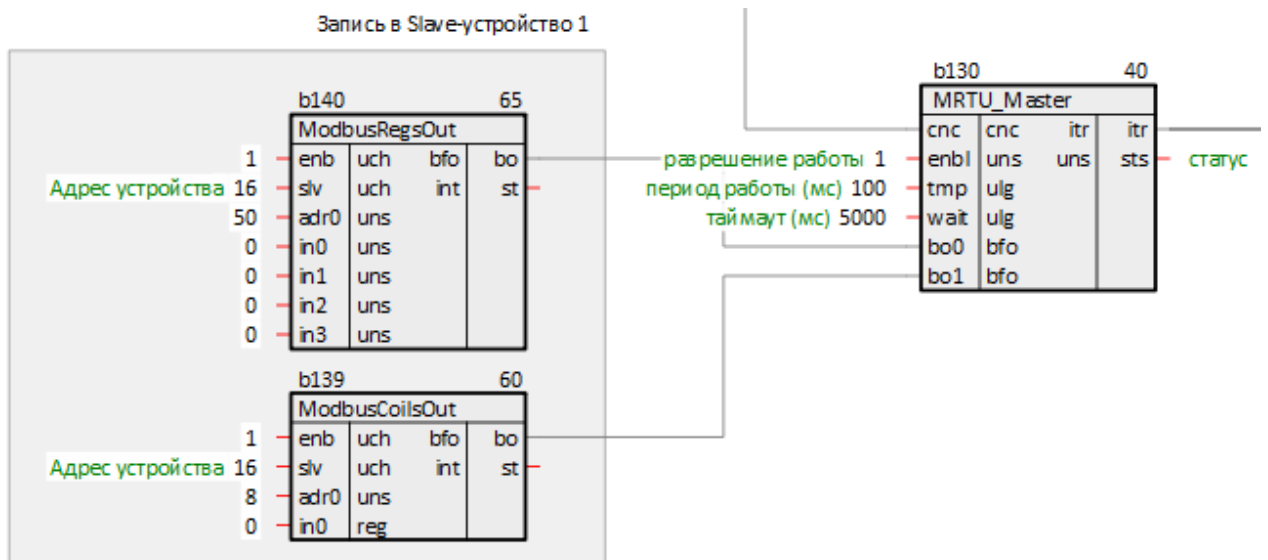 Запись в Slave-устройство 1
b140 65
ModbusRegsOut
1 enb uch bfo bo
Адрес устройства 16 slv uch int st
50 adr0 uns
0 in0 uns
0 in1 uns
0 in2 uns
0 in3 uns
b139 60
ModbusCoilsOut
1 enb uch bfo bo
Адрес устройства 16 slv uch int st
8 adr0 uns
0 in0 reg
b130 40
MRTU_Master
cnc cnc itr itr
разрешение работы 1 enbl uns uns sts статус
период работы (мс) 100 tmp ulg
таймаут (мс) 5000 wait ulg
bo0 bfo
bo1 bfo